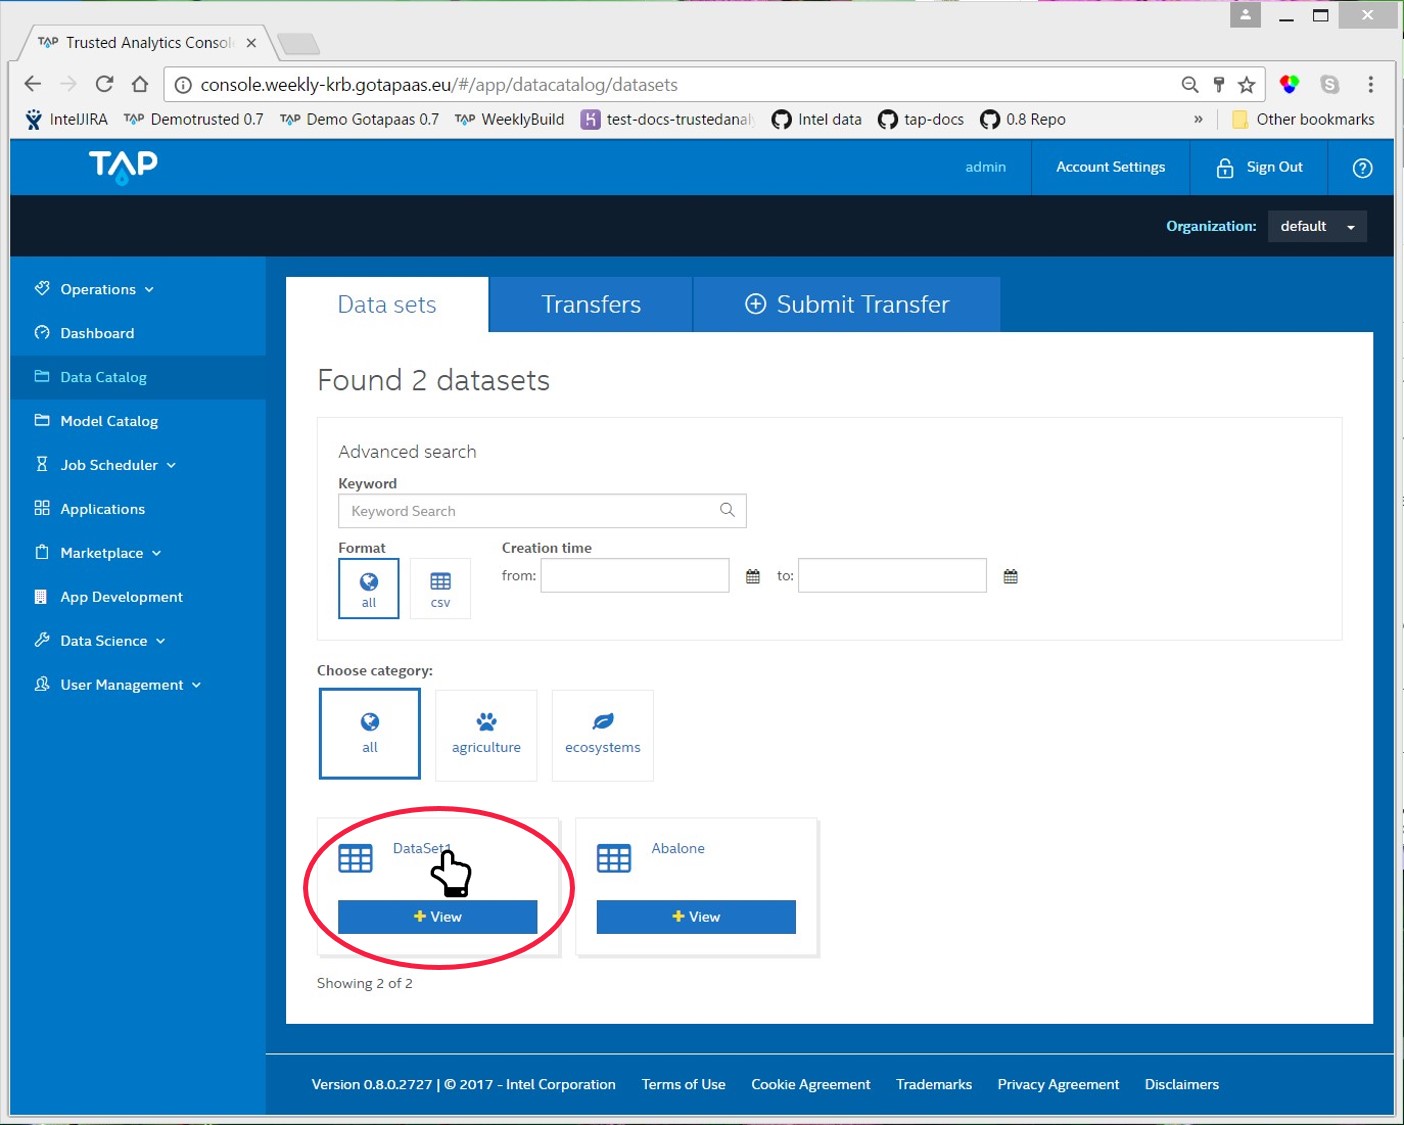 TAP Trusted Analytics Consol
console.weekly-krb.gotapaas.eu/#/app/datacatalog/datasets
IntelJIRA TAP Demotrusted 0.7 TAP Demo Gotapaas 0.7 TAP WeeklyBuild test-docs-trustedanal Intel data tap-docs 0.8 Repo » Other bookmarks
TAP admin Account Settings Sign Out ?
Organization: default
Operations
Dashboard
Data Catalog
Model Catalog
Job Scheduler
Applications
Marketplace
App Development
Data Science
User Management
Data sets Transfers Submit Transfer
Found 2 datasets
Advanced search
Keyword
Keyword Search
Format Creation time
from: to:
all csv
Choose category:
all agriculture ecosystems
DataSet1 Abalone
+ View + View
Showing 2 of 2
Version 0.8.0.2727 | © 2017 - Intel Corporation Terms of Use Cookie Agreement Trademarks Privacy Agreement Disclaimers